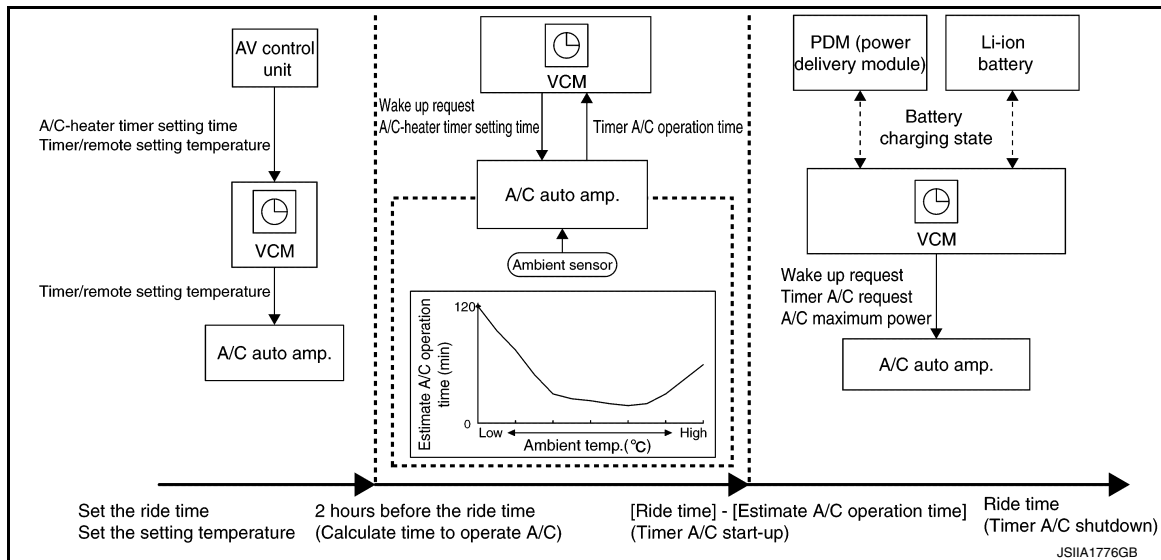 AV control
unit
A/C-heater timer setting time
Timer/remote setting temperature
VCM
Timer/remote setting temperature
A/C auto amp.
VCM
Wake up request
A/C-heater timer setting time
Timer A/C operation time
A/C auto amp.
Ambient sensor
Estimate A/C operation
time (min)
120
0
Low
High
Ambient temp.(°C)
PDM (power
delivery module)
Li-ion
battery
Battery
charging state
VCM
Wake up request
Timer A/C request
A/C maximum power
A/C auto amp.
Set the ride time
Set the setting temperature
2 hours before the ride time
(Calculate time to operate A/C)
[Ride time] - [Estimate A/C operation time]
(Timer A/C start-up)
Ride time
(Timer A/C shutdown)
JSIIA1776GB